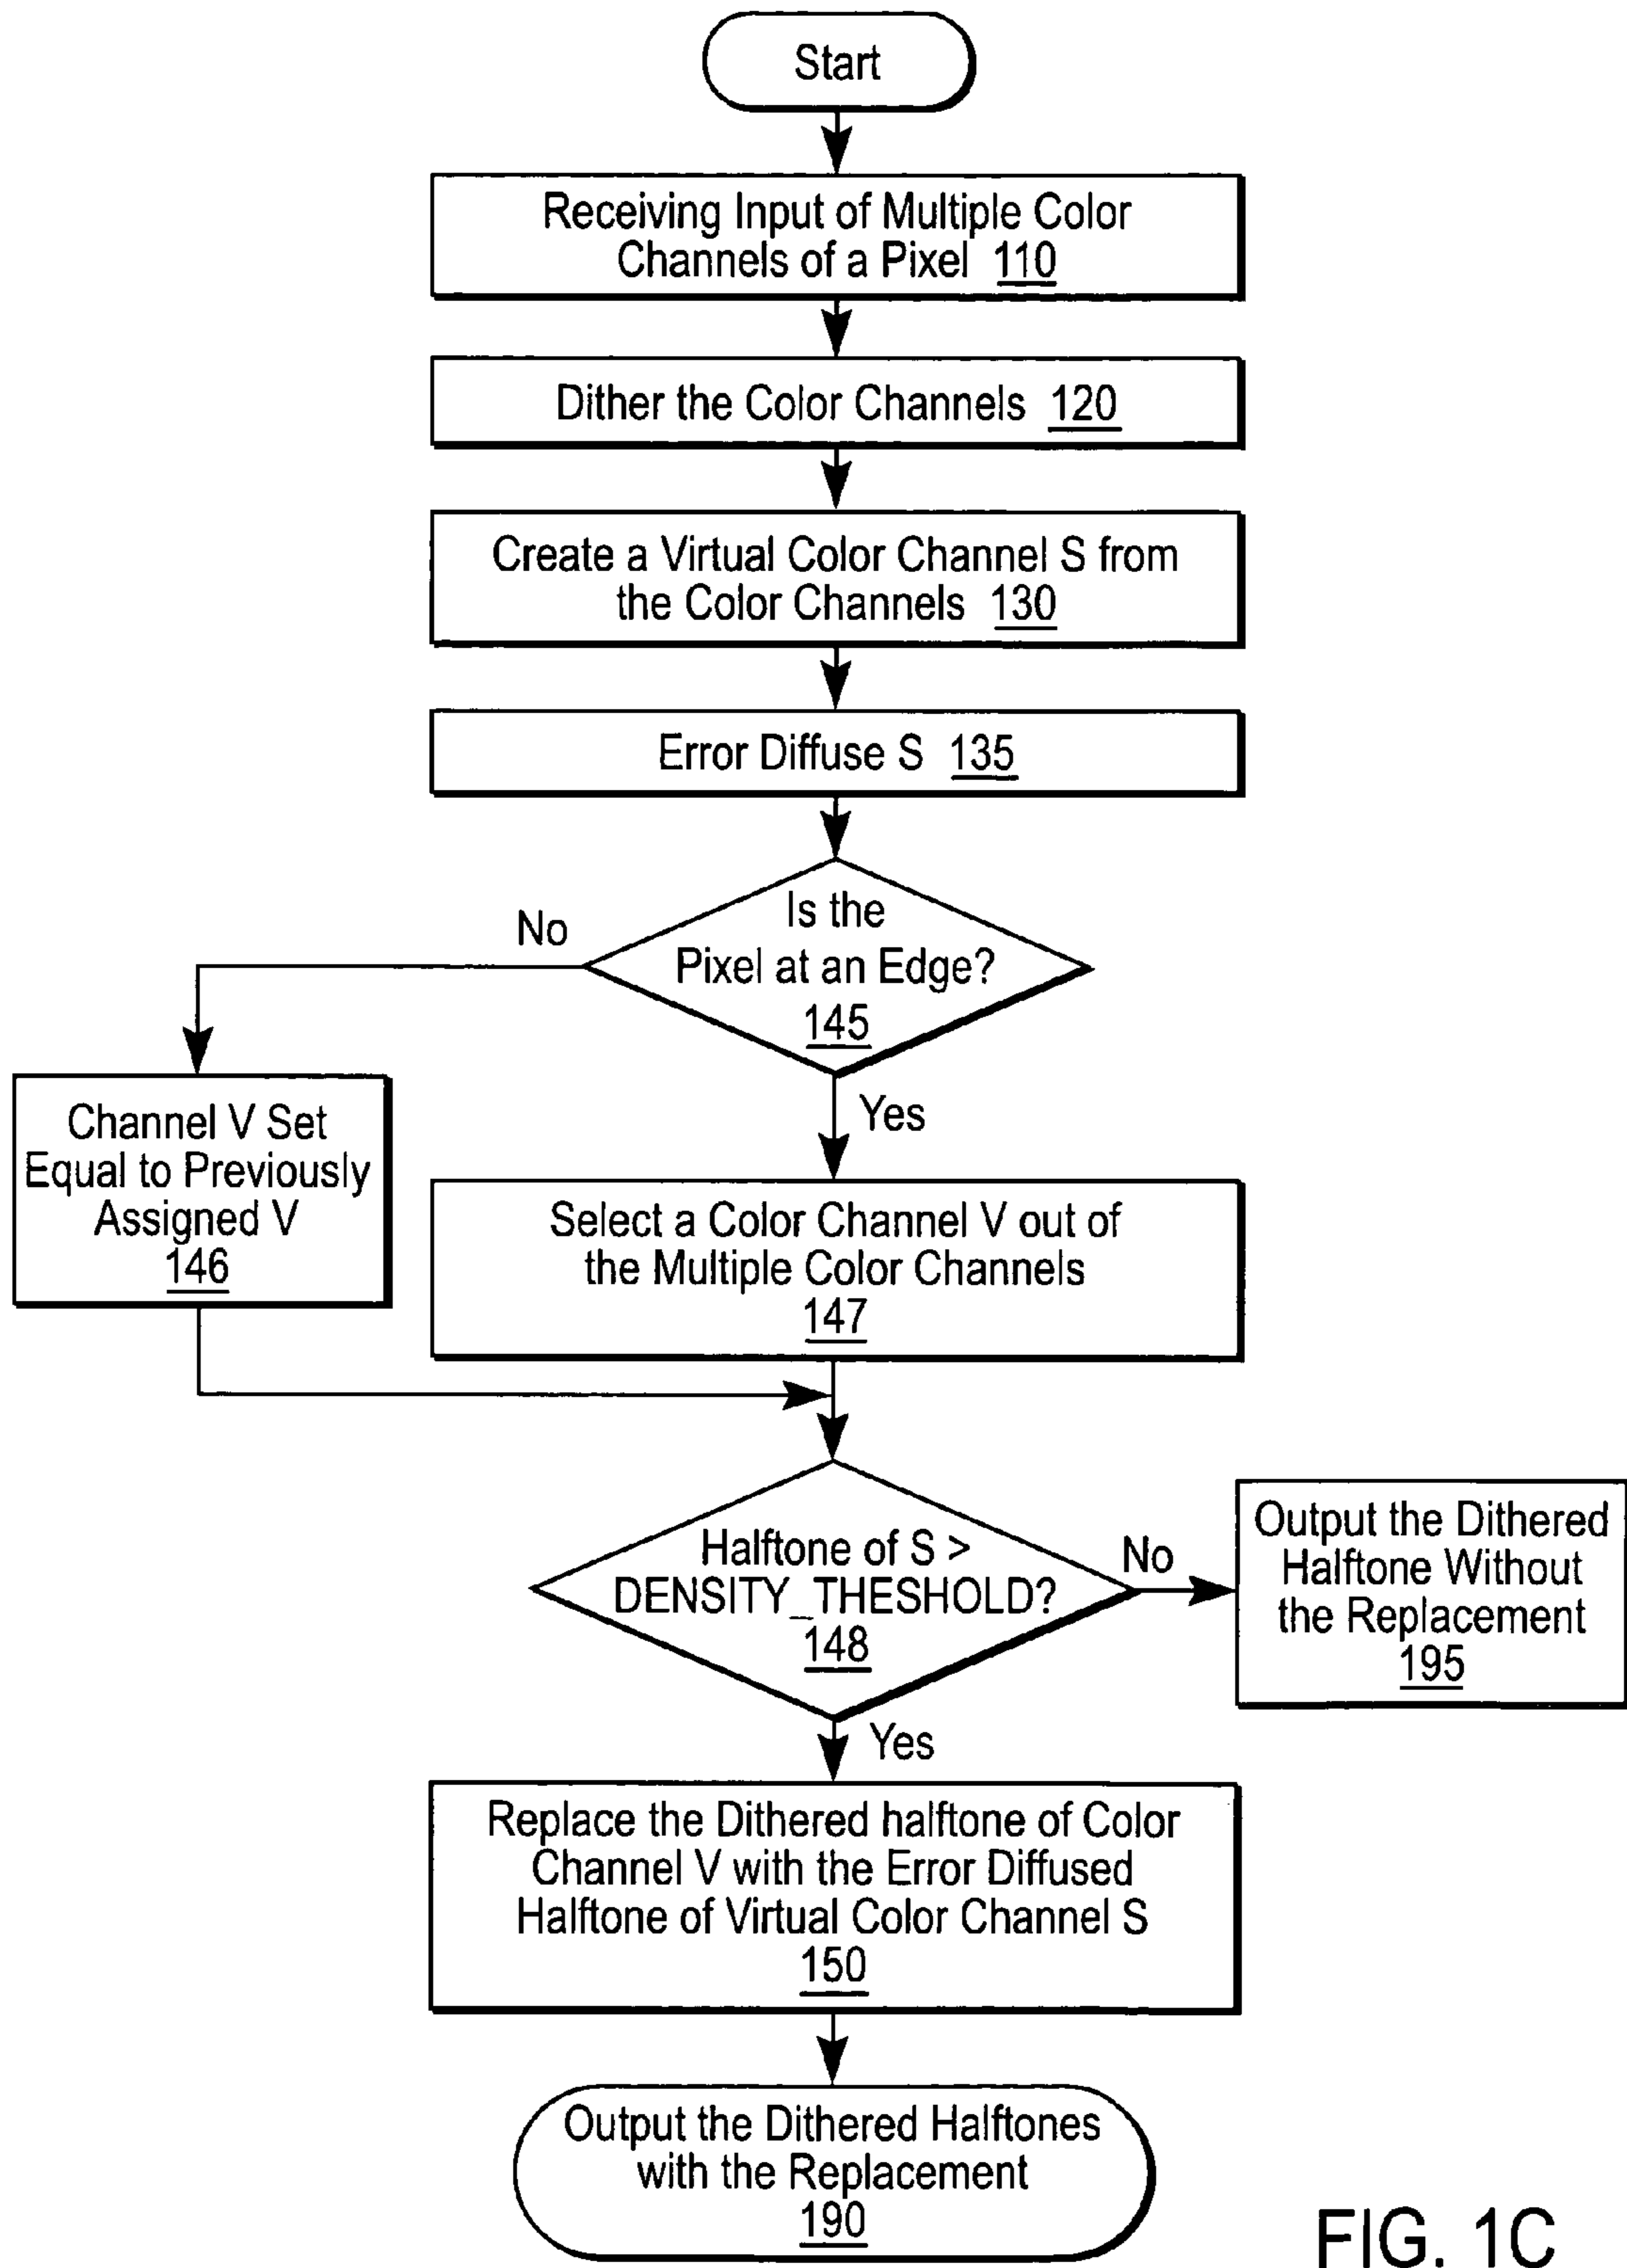 Start
Receiving Input of Multiple Color
Channels of a Pixel 110
Dither the Color Channels 120
Create a Virtual Color Channel S from
the Color Channels 130
Error Diffuse S 135
Is the
Pixel at an Edge?
145
No
Yes
Channel V Set
Equal to Previously
Assigned V
146
Select a Color Channel V out of
the Multiple Color Channels
147
Halftone of S >
DENSITY_THESHOLD?
148
No
Output the Dithered
Halftone Without
the Replacement
195
Yes
Replace the Dithered halftone of Color
Channel V with the Error Diffused
Halftone of Virtual Color Channel S
150
Output the Dithered Halftones
with the Replacement
190
FIG. 1C